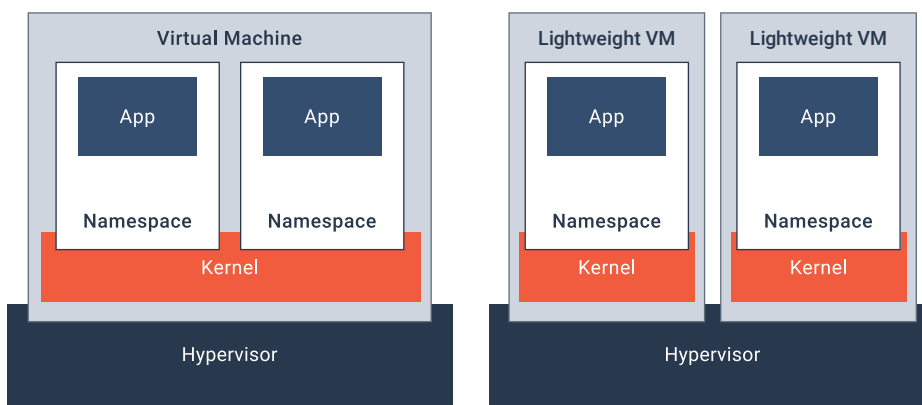 Virtual Machine
App
App
Namespace
Namespace
Kernel
Hypervisor
Lightweight VM
Lightweight VM
App
App
Namespace
Namespace
Kernel
Kernel
Hypervisor